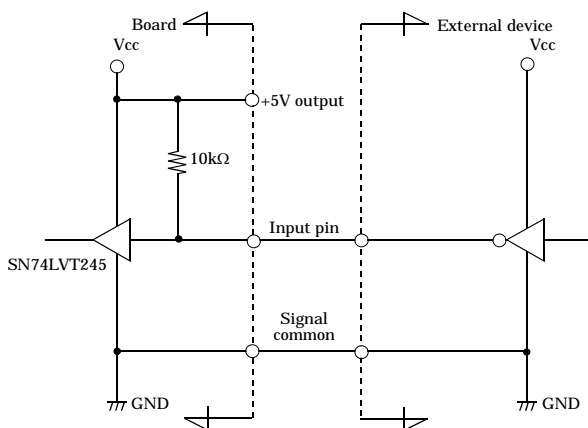 Board
External device
Vcc
Vcc
+5V output
10kΩ
Input pin
SN74LVT245
Signal
common
GND
GND